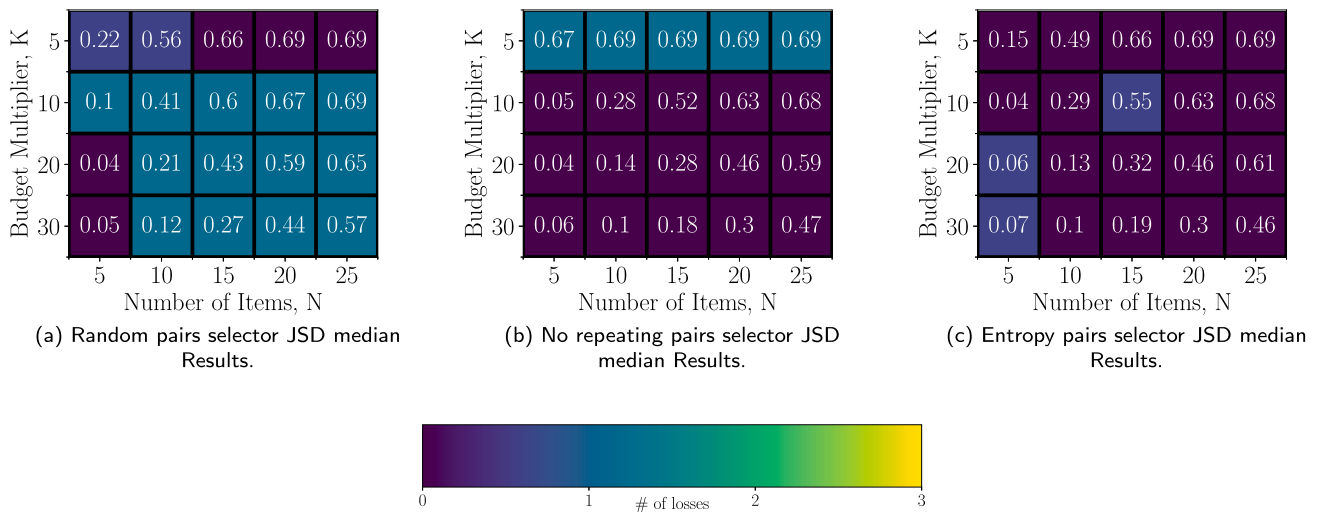 Budget Multiplier, K
5 0.22 0.56 0.66 0.69 0.69
10 0.1 0.41 0.6 0.67 0.69
20 0.04 0.21 0.43 0.59 0.65
30 0.05 0.12 0.27 0.44 0.57
5 10 15 20 25
Number of Items, N
(a) Random pairs selector JSD median
Results.
Budget Multiplier, K
5 0.67 0.69 0.69 0.69 0.69
10 0.05 0.28 0.52 0.63 0.68
20 0.04 0.14 0.28 0.46 0.59
30 0.06 0.1 0.18 0.3 0.47
5 10 15 20 25
Number of Items, N
(b) No repeating pairs selector JSD
median Results.
Budget Multiplier, K
5 0.15 0.49 0.66 0.69 0.69
10 0.04 0.29 0.55 0.63 0.68
20 0.06 0.13 0.32 0.46 0.61
30 0.07 0.1 0.19 0.3 0.46
5 10 15 20 25
Number of Items, N
(c) Entropy pairs selector JSD median
Results.
0 1 2 3
# of losses